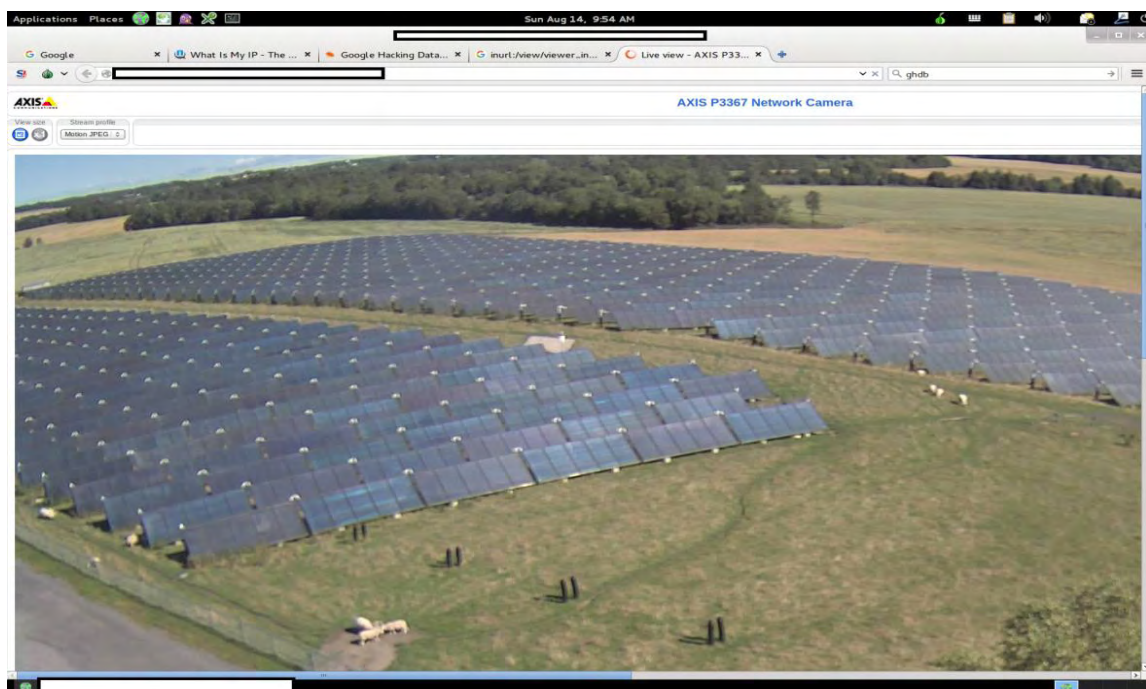 Applications Places Sun Aug 14, 9:54 AM
Google What Is My IP - The ... Google Hacking Data... inurl:/view/viewer_in... Live view - AXIS P33...
ghdb
AXIS AXIS P3367 Network Camera
COMMUNICATIONS
View size Stream profile
Motion JPEG